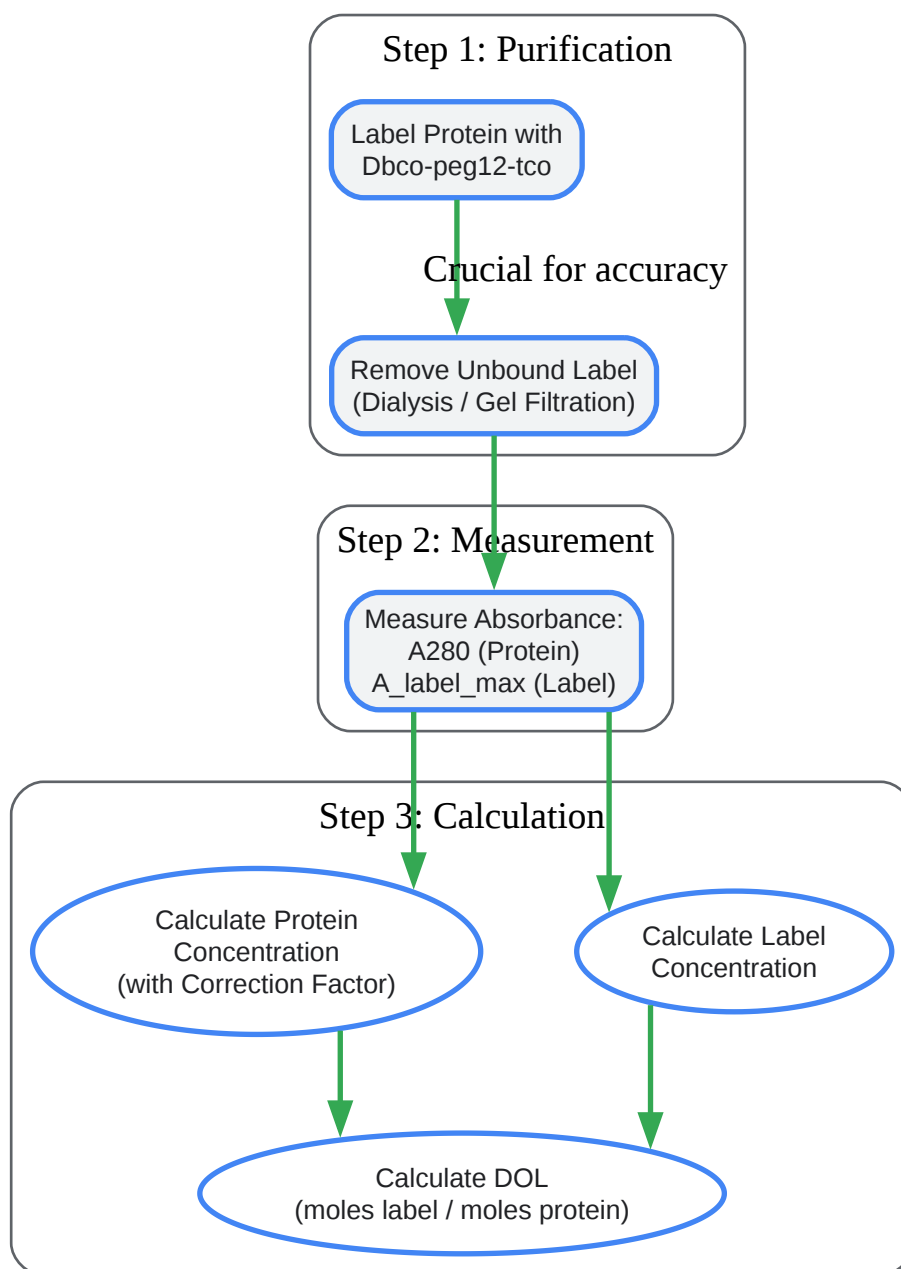 Step 1: Purification
Label Protein with
Dbco-peg12-tco
Crucial for accuracy
Remove Unbound Label
(Dialysis / Gel Filtration)
Step 2: Measurement
Measure Absorbance:
A280 (Protein)
A_label_max (Label)
Step 3: Calculation
Calculate Protein
Concentration
(with Correction Factor)
Calculate Label
Concentration
Calculate DOL
(moles label / moles protein)